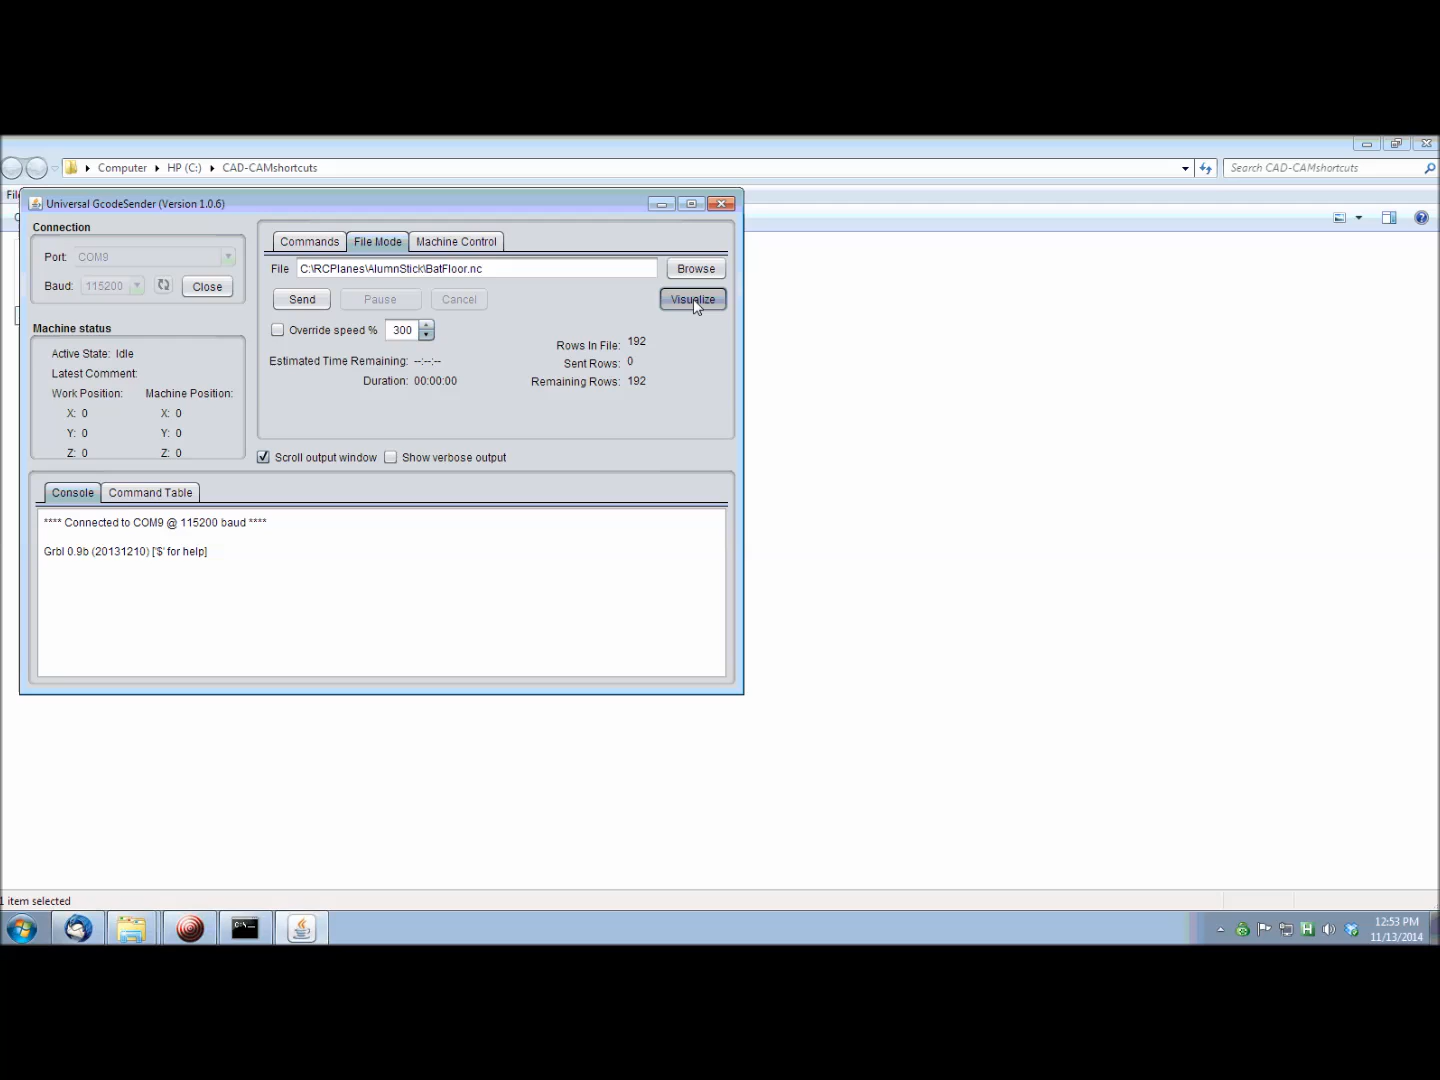 Computer HP (C:) CAD-CAMshortcuts
Search CAD-CAMshortcuts
Universal GcodeSender (Version 1.0.6)
Connection
Port: COM9
Baud: 115200 Close
Machine status
Active State: Idle
Latest Comment:
Work Position: Machine Position:
X: 0 X: 0
Y: 0 Y: 0
Z: 0 Z: 0
Commands File Mode Machine Control
File C:\RCPlanes\AlumnStick\BatFloor.nc Browse
Send Pause Cancel Visualize
Override speed % 300
Rows In File: 192
Estimated Time Remaining: --:--:--
Sent Rows: 0
Duration: 00:00:00
Remaining Rows: 192
Scroll output window Show verbose output
Console Command Table
**** Connected to COM9 @ 115200 baud ****
Grbl 0.9b (20131210) ['$' for help]
1 item selected
12:53 PM
11/13/2014